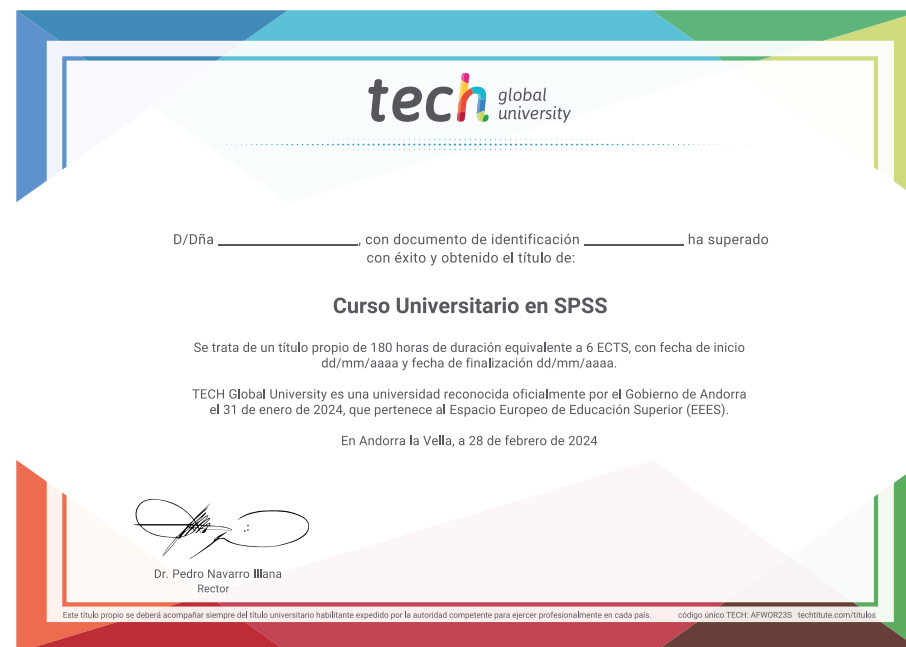 tech global university
D/Dña ____________________, con documento de identificación ______________ ha superado
con éxito y obtenido el título de:
Curso Universitario en SPSS
Se trata de un título propio de 180 horas de duración equivalente a 6 ECTS, con fecha de inicio
dd/mm/aaaa y fecha de finalización dd/mm/aaaa.
TECH Global University es una universidad reconocida oficialmente por el Gobierno de Andorra
el 31 de enero de 2024, que pertenece al Espacio Europeo de Educación Superior (EEES).
En Andorra la Vella, a 28 de febrero de 2024
Dr. Pedro Navarro Illana
Rector
Este título propio se deberá acompañar siempre del título universitario habilitante expedido por la autoridad competente para ejercer profesionalmente en cada país. código único TECH: AFWOR23S techtitute.com/titulos